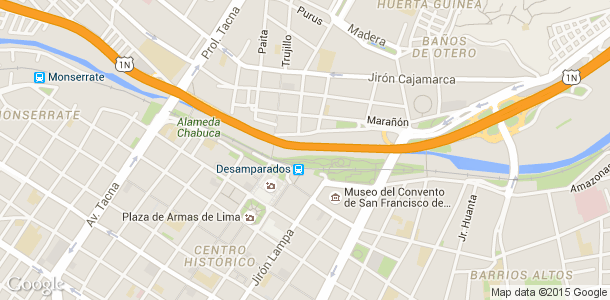 Purus
HUERTA GUINEA
Madera
Prol. Tacna
Paita
Trujillo
BAÑOS
DE OTERO
1N
Monserrate
Jirón Cajamarca
1N
MONSERRATE
Alameda
Chabuca
Marañón
Desamparados
Amazonas
Av. Tacna
Museo del Convento
de San Francisco de...
Plaza de Armas de Lima
Jr. Huanta
CENTRO
HISTÓRICO
Jirón Lampa
BARRIOS ALTOS
Google
Map data ©2015 Google